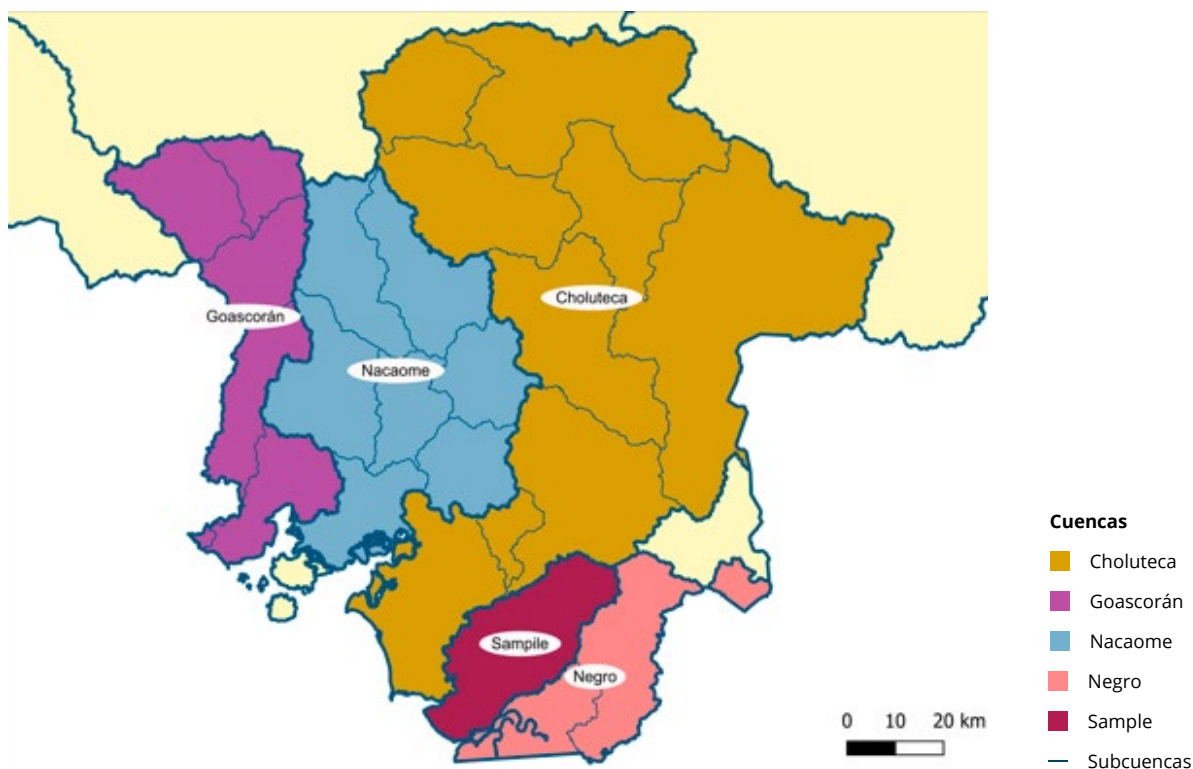 Choluteca
Goascorán
Nacaome
Sampile
Negro
0 10 20 km
Cuencas
Choluteca
Goascorán
Nacaome
Negro
Sample
Subcuencas